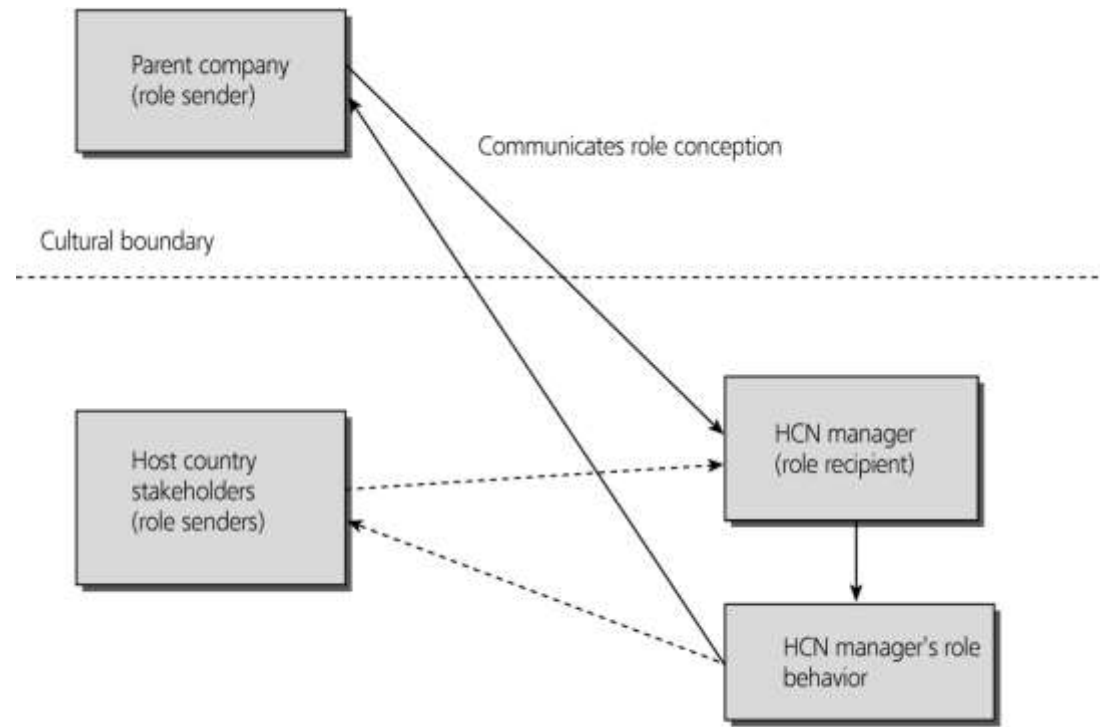 Parent company
(role sender)
Communicates role conception
Cultural boundary
Host country
stakeholders
(role senders)
HCN manager
(role recipient)
HCN manager's role
behavior